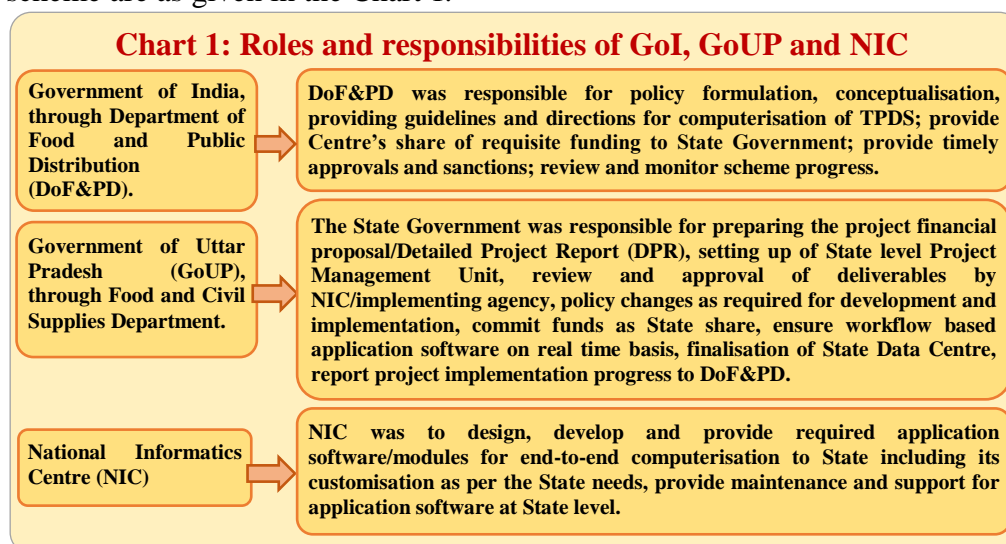 scheme are as given in the Chart 1.
Chart 1: Roles and responsibilities of GoI, GoUP and NIC
Government of India,
through Department of
Food and Public
Distribution
(DoF&PD).
DoF&PD was responsible for policy formulation, conceptualisation,
providing guidelines and directions for computerisation of TPDS; provide
Centre's share of requisite funding to State Government; provide timely
approvals and sanctions; review and monitor scheme progress.
Government of Uttar
Pradesh (GoUP),
through Food and Civil
Supplies Department.
The State Government was responsible for preparing the project financial
proposal/Detailed Project Report (DPR), setting up of State level Project
Management Unit, review and approval of deliverables by
NIC/implementing agency, policy changes as required for development and
implementation, commit funds as State share, ensure workflow based
application software on real time basis, finalisation of State Data Centre,
report project implementation progress to DoF&PD.
National Informatics
Centre (NIC)
NIC was to design, develop and provide required application
software/modules for end-to-end computerisation to State including its
customisation as per the State needs, provide maintenance and support for
application software at State level.